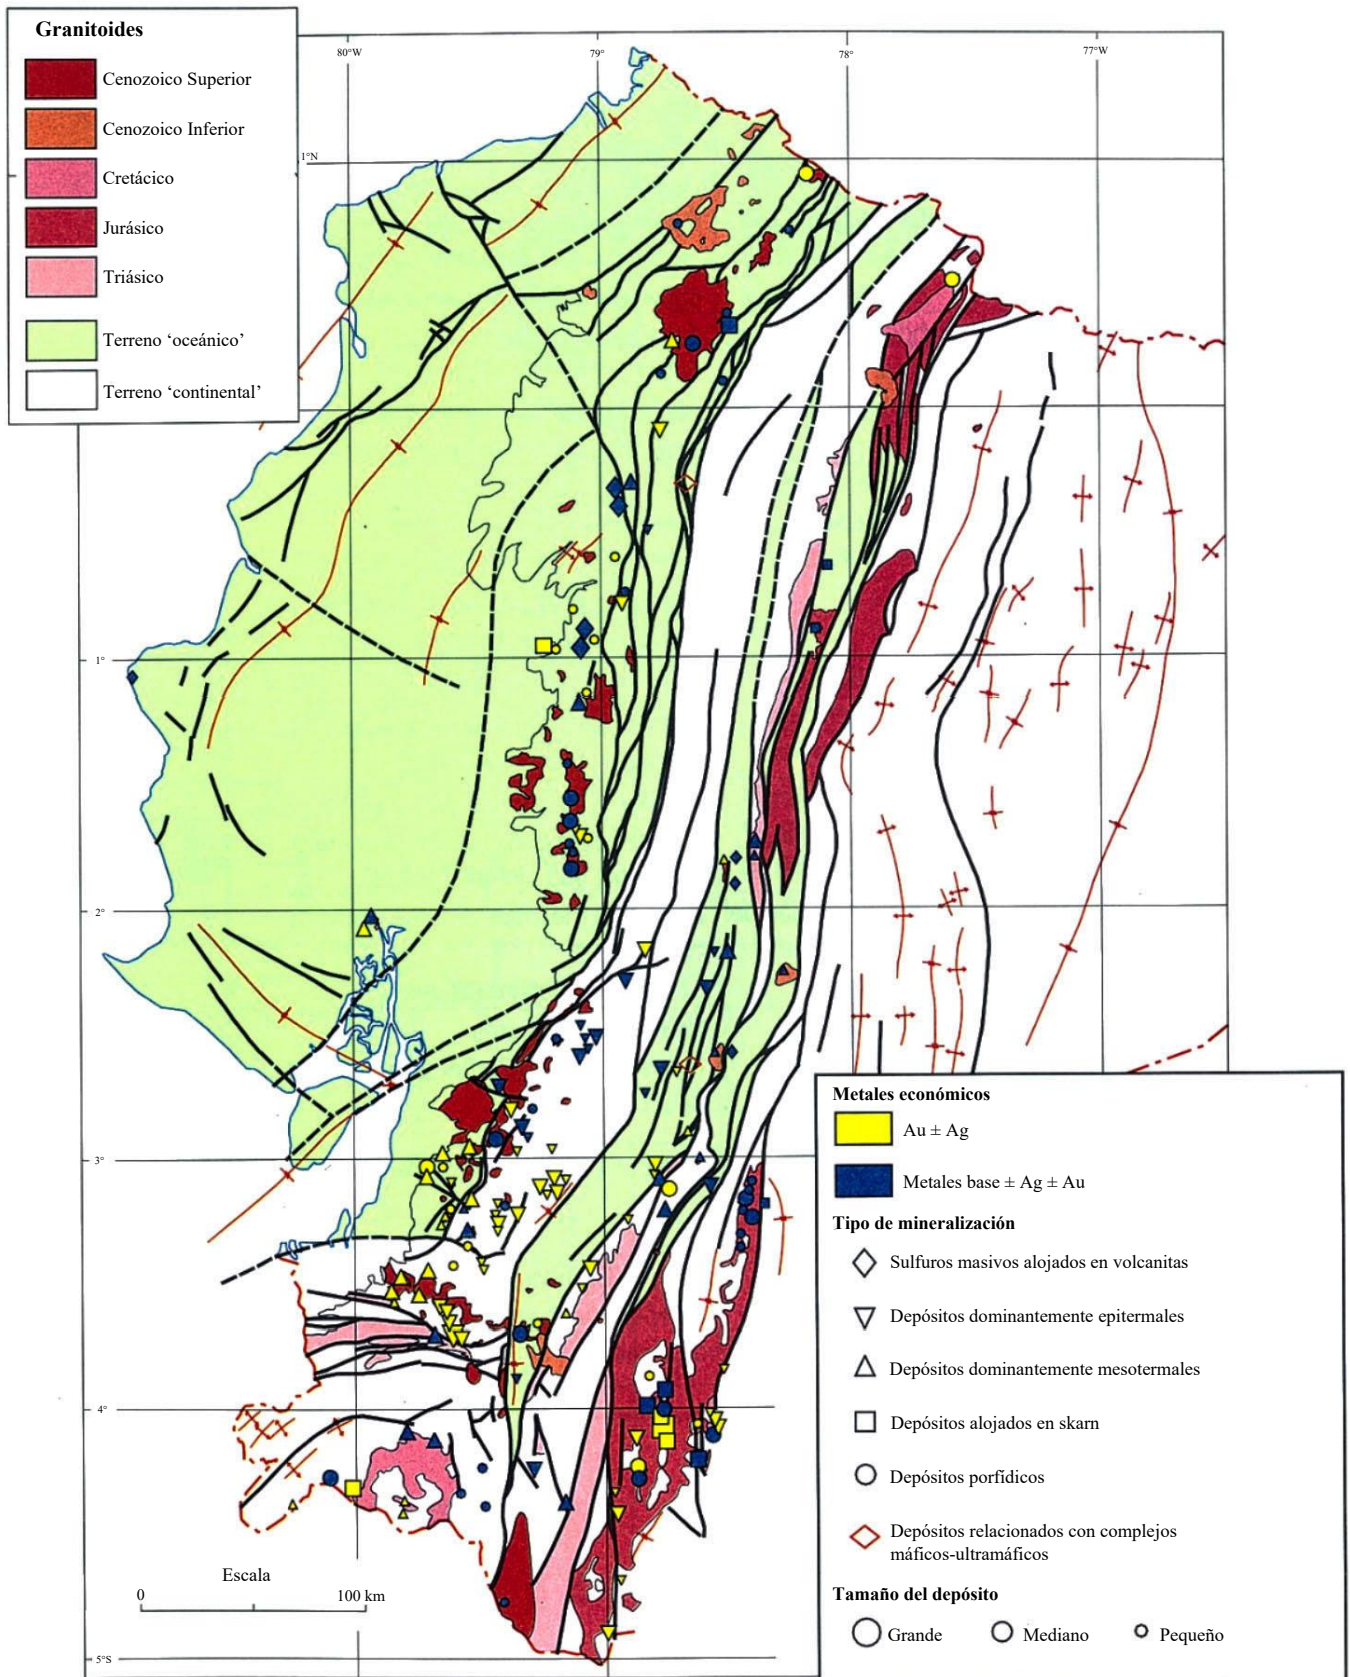 Granitoides
Cenozoico Superior
Cenozoico Inferior
Cretácico
Jurásico
Triásico
Terreno ‘oceánico’
Terreno ‘continental’
80°W
79°
78°
77°W
1°N
1°
2°
3°
4°
5°S
Escala
0 100 km
Metales económicos
Au ± Ag
Metales base ± Ag ± Au
Tipo de mineralización
Sulfuros masivos alojados en volcanitas
Depósitos dominantemente epitermales
Depósitos dominantemente mesotermales
Depósitos alojados en skarn
Depósitos porfídicos
Depósitos relacionados con complejos
máficos-ultramáficos
Tamaño del depósito
Grande Mediano Pequeño